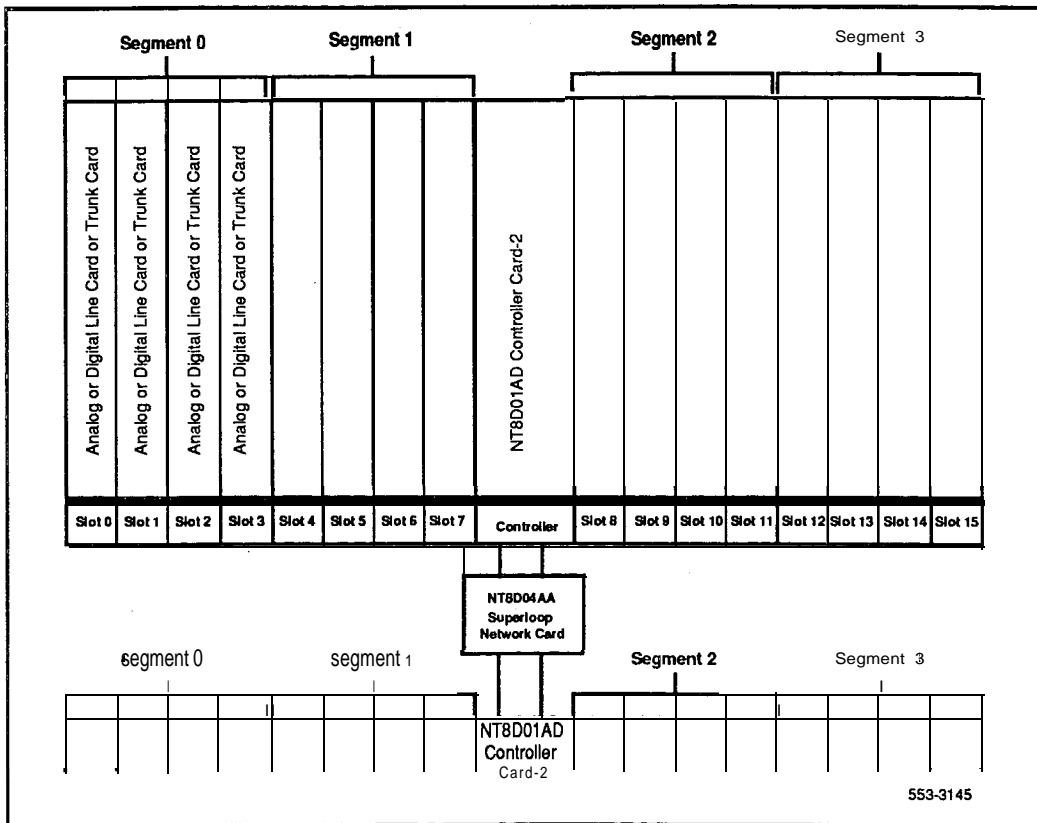 Segment 0
Segment 1
Segment 2
Segment 3
Analog or Digital Line Card or Trunk Card
Analog or Digital Line Card or Trunk Card
Analog or Digital Line Card or Trunk Card
Analog or Digital Line Card or Trunk Card
NT8D01AD Controller Card-2
Slot 0
Slot 1
Slot 2
Slot 3
Slot 4
Slot 5
Slot 6
Slot 7
Controller
Slot 8
Slot 9
Slot 10
Slot 11
Slot 12
Slot 13
Slot 14
Slot 15
NT8D04AA
Superloop
Network Card
segment 0
segment 1
Segment 2
Segment 3
NT8D01AD
Controller
Card-2
553-3145